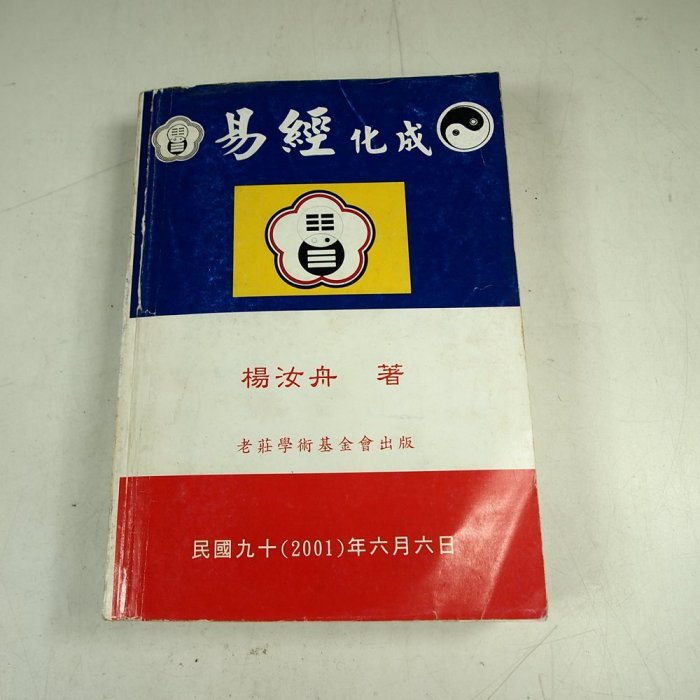 易經化成
楊汝舟 著
老莊學術基金會出版
民國九十(2001)年六月六日